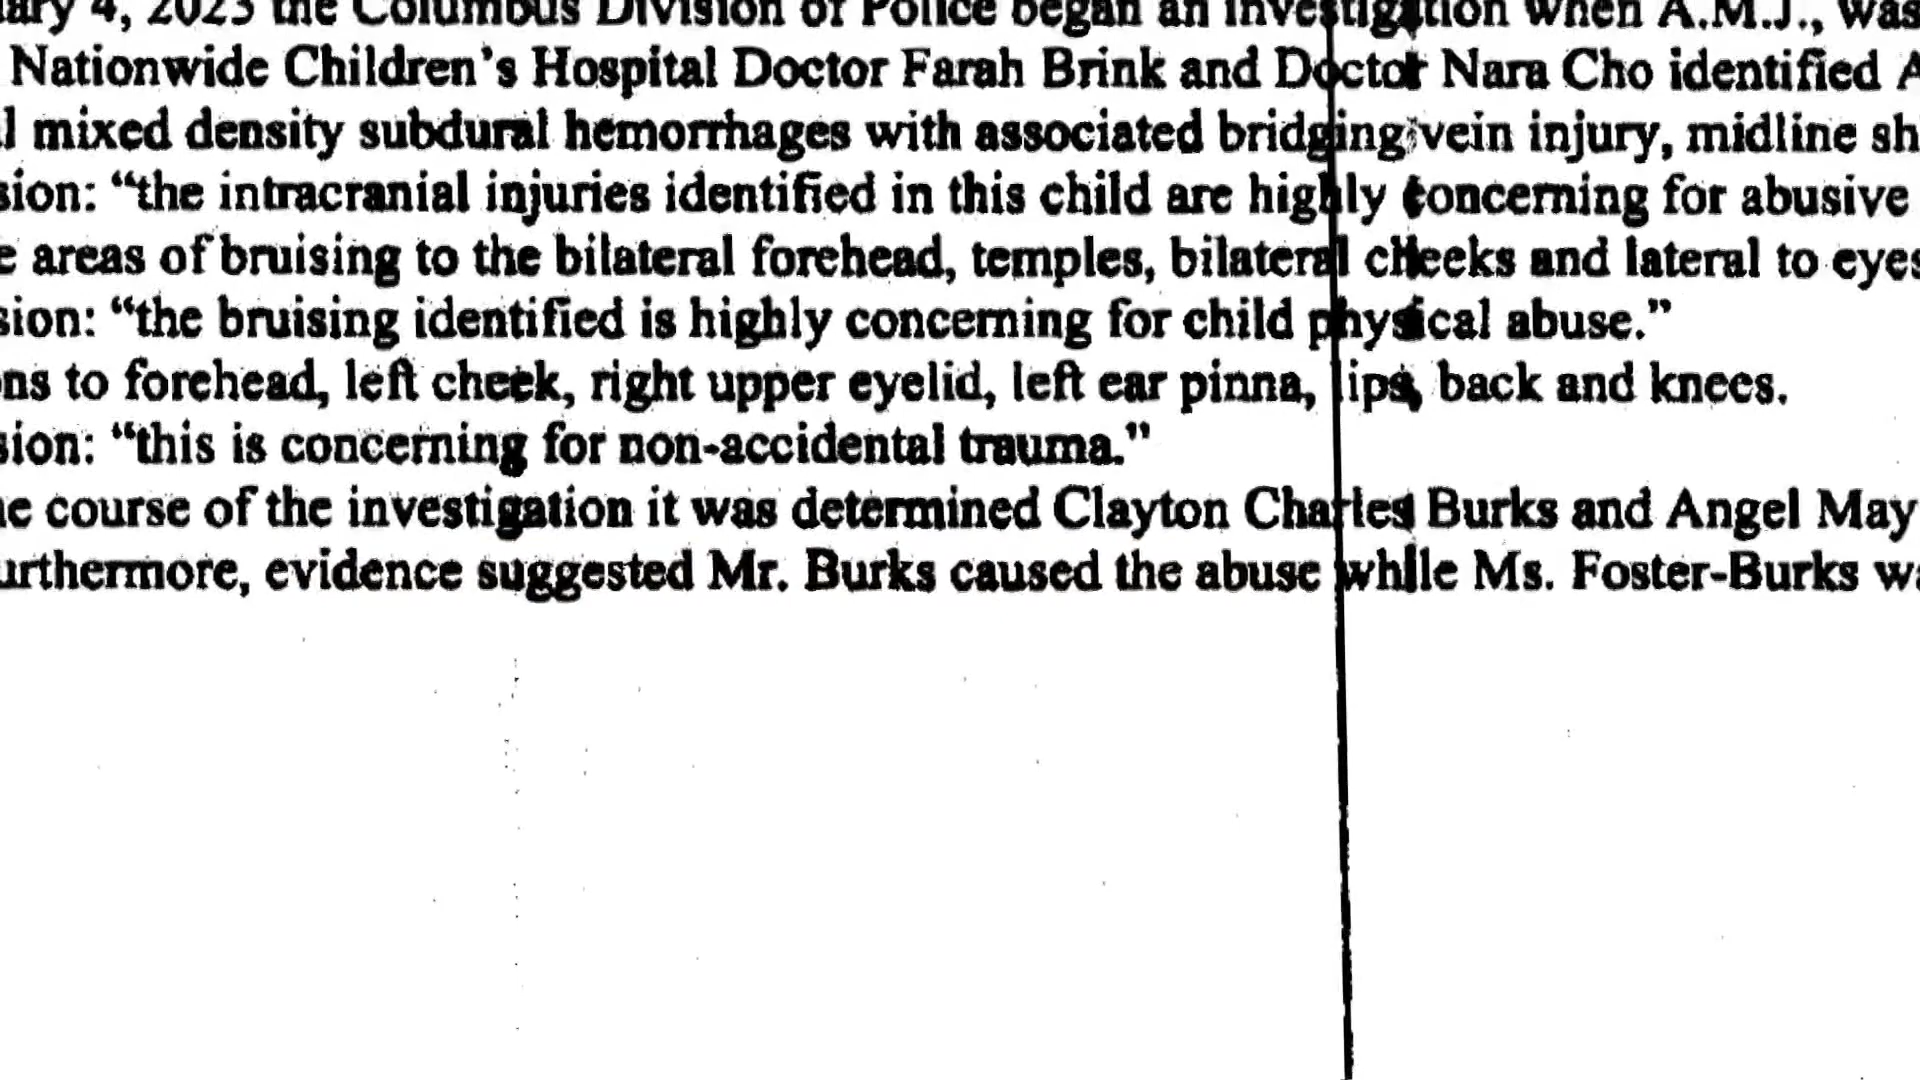 ary 4, 2023 the Columbus Division of Police began an investigation when A.M.J., was
Nationwide Children's Hospital Doctor Farah Brink and Doctor Nara Cho identified A
l mixed density subdural hemorrhages with associated bridging vein injury, midline sh
sion: “the intracranial injuries identified in this child are highly concerning for abusive
e areas of bruising to the bilateral forehead, temples, bilateral cheeks and lateral to eyes
sion: “the bruising identified is highly concerning for child physical abuse.”
ns to forehead, left cheek, right upper eyelid, left ear pinna, lips, back and knees.
sion: “this is concerning for non-accidental trauma."
e course of the investigation it was determined Clayton Charles Burks and Angel May
urthermore, evidence suggested Mr. Burks caused the abuse while Ms. Foster-Burks wa